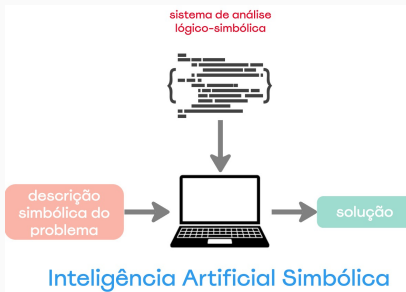 sistema de análise
lógico-simbólica
descrição
simbólica do
problema
solução
Inteligência Artificial Simbólica